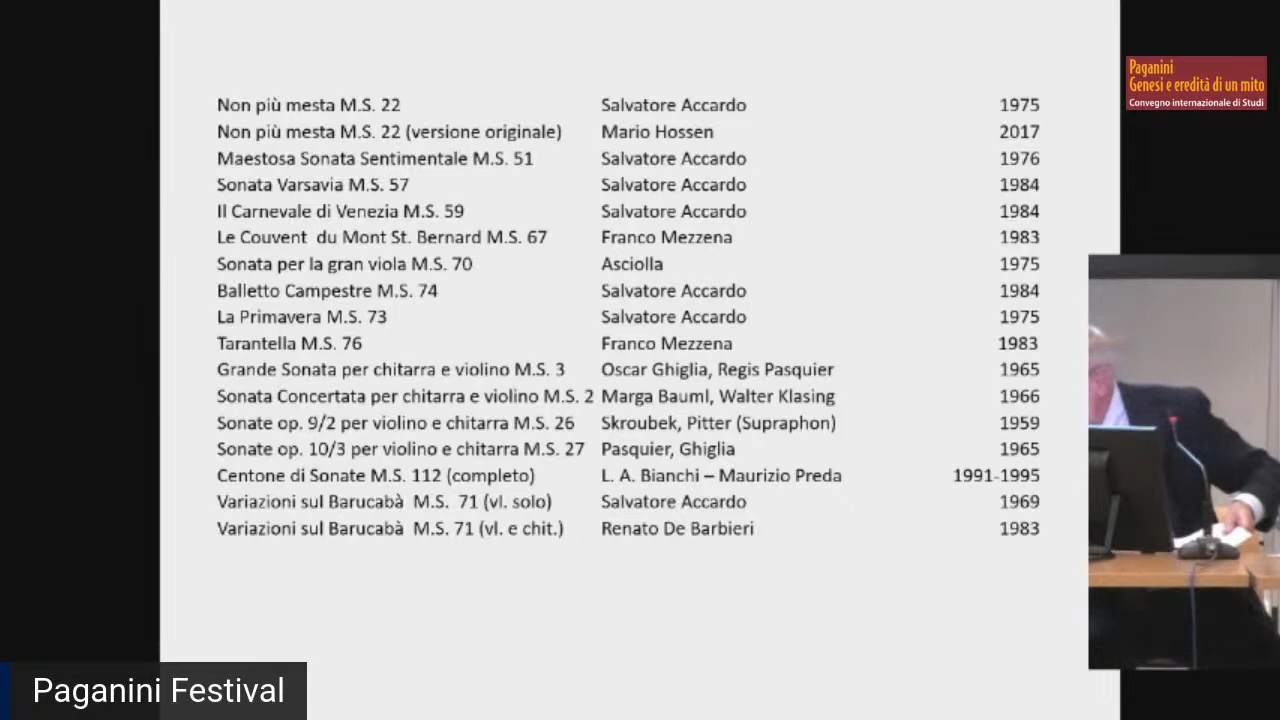 Paganini
Genesi e eredità di un mito
Convegno internazionale di Studi
Non più mesta M.S. 22 Salvatore Accardo 1975
Non più mesta M.S. 22 (versione originale) Mario Hossen 2017
Maestosa Sonata Sentimentale M.S. 51 Salvatore Accardo 1976
Sonata Varsavia M.S. 57 Salvatore Accardo 1984
Il Carnevale di Venezia M.S. 59 Salvatore Accardo 1984
Le Couvent du Mont St. Bernard M.S. 67 Franco Mezzena 1983
Sonata per la gran viola M.S. 70 Asciolla 1975
Balletto Campestre M.S. 74 Salvatore Accardo 1984
La Primavera M.S. 73 Salvatore Accardo 1975
Tarantella M.S. 76 Franco Mezzena 1983
Grande Sonata per chitarra e violino M.S. 3 Oscar Ghiglia, Regis Pasquier 1965
Sonata Concertata per chitarra e violino M.S. 2 Marga Bauml, Walter Klasing 1966
Sonate op. 9/2 per violino e chitarra M.S. 26 Skroubek, Pitter (Supraphon) 1959
Sonate op. 10/3 per violino e chitarra M.S. 27 Pasquier, Ghiglia 1965
Centone di Sonate M.S. 112 (completo) L. A. Bianchi – Maurizio Preda 1991-1995
Variazioni sul Barucabà M.S. 71 (vl. solo) Salvatore Accardo 1969
Variazioni sul Barucabà M.S. 71 (vl. e chit.) Renato De Barbieri 1983
Paganini Festival